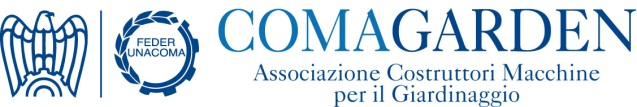 FEDER
UNACOMA
COMAGARDEN
Associazione Costruttori Macchine
per il Giardinaggio